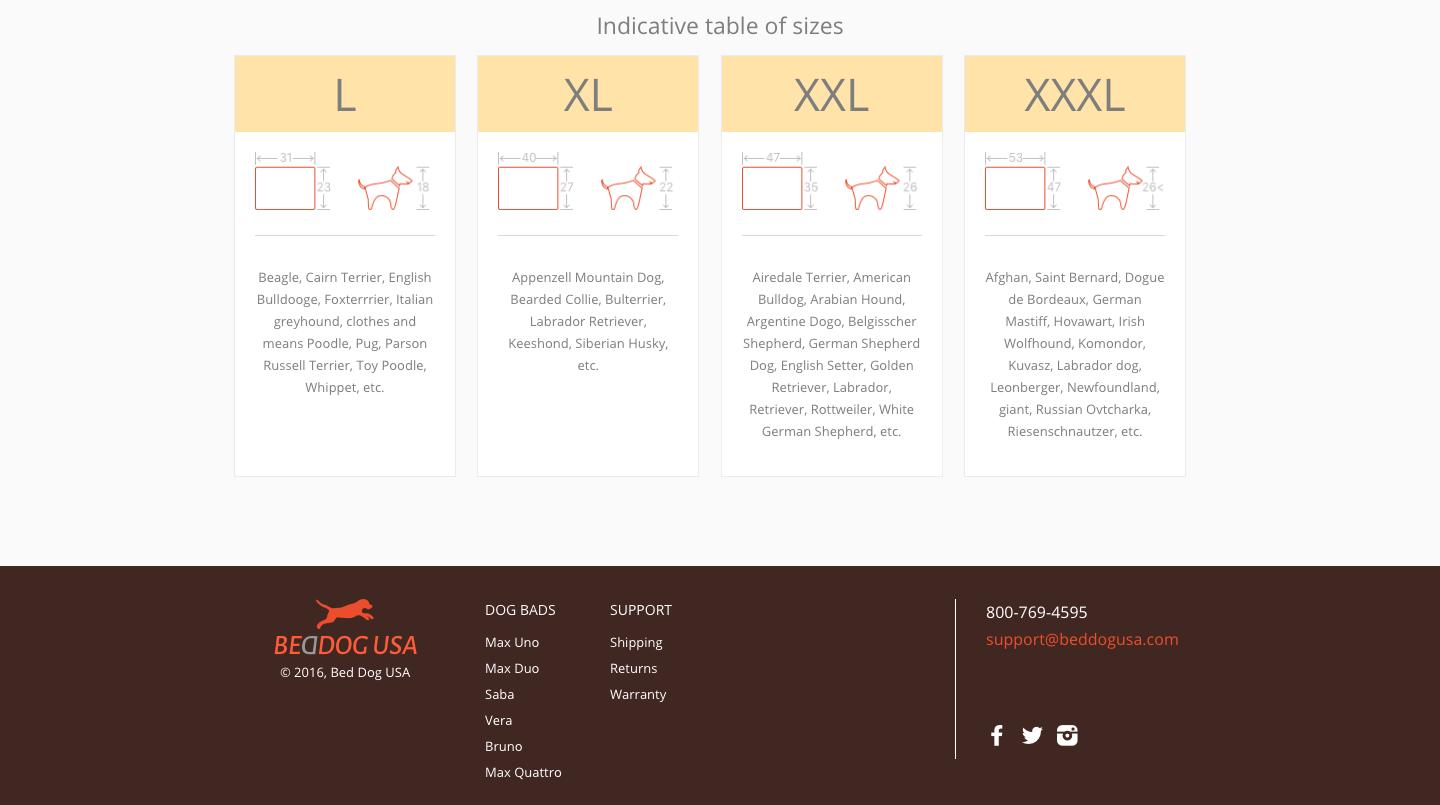 Indicative table of sizes
L
31
23
18
Beagle, Cairn Terrier, English
Bulldooge, Foxterrrier, Italian
greyhound, clothes and
means Poodle, Pug, Parson
Russell Terrier, Toy Poodle,
Whippet, etc.
XL
40
27
22
Appenzell Mountain Dog,
Bearded Collie, Bulterrier,
Labrador Retriever,
Keeshond, Siberian Husky,
etc.
XXL
47
35
26
Airedale Terrier, American
Bulldog, Arabian Hound,
Argentine Dogo, Belgisscher
Shepherd, German Shepherd
Dog, English Setter, Golden
Retriever, Labrador,
Retriever, Rottweiler, White
German Shepherd, etc.
XXXL
53
47
26<
Afghan, Saint Bernard, Dogue
de Bordeaux, German
Mastiff, Hovawart, Irish
Wolfhound, Komondor,
Kuvasz, Labrador dog,
Leonberger, Newfoundland,
giant, Russian Ovtcharka,
Riesenschnautzer, etc.
BEDDOG USA
© 2016, Bed Dog USA
DOG BADS
Max Uno
Max Duo
Saba
Vera
Bruno
Max Quattro
SUPPORT
Shipping
Returns
Warranty
800-769-4595
support@beddogusa.com